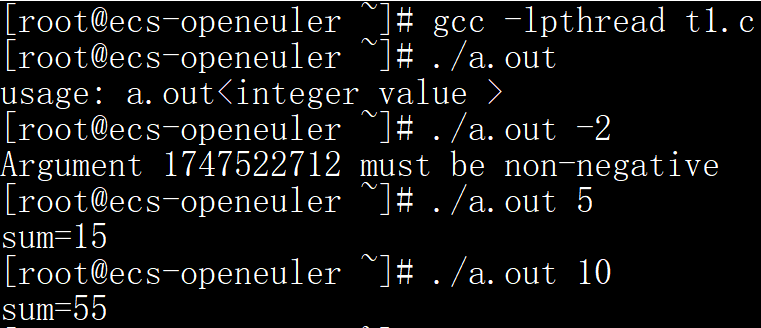 [root@ecs-openeuler ~]# gcc -lpthread t1.c
[root@ecs-openeuler ~]# ./a.out
usage: a.out<integer value >
[root@ecs-openeuler ~]# ./a.out -2
Argument 1747522712 must be non-negative
[root@ecs-openeuler ~]# ./a.out 5
sum=15
[root@ecs-openeuler ~]# ./a.out 10
sum=55